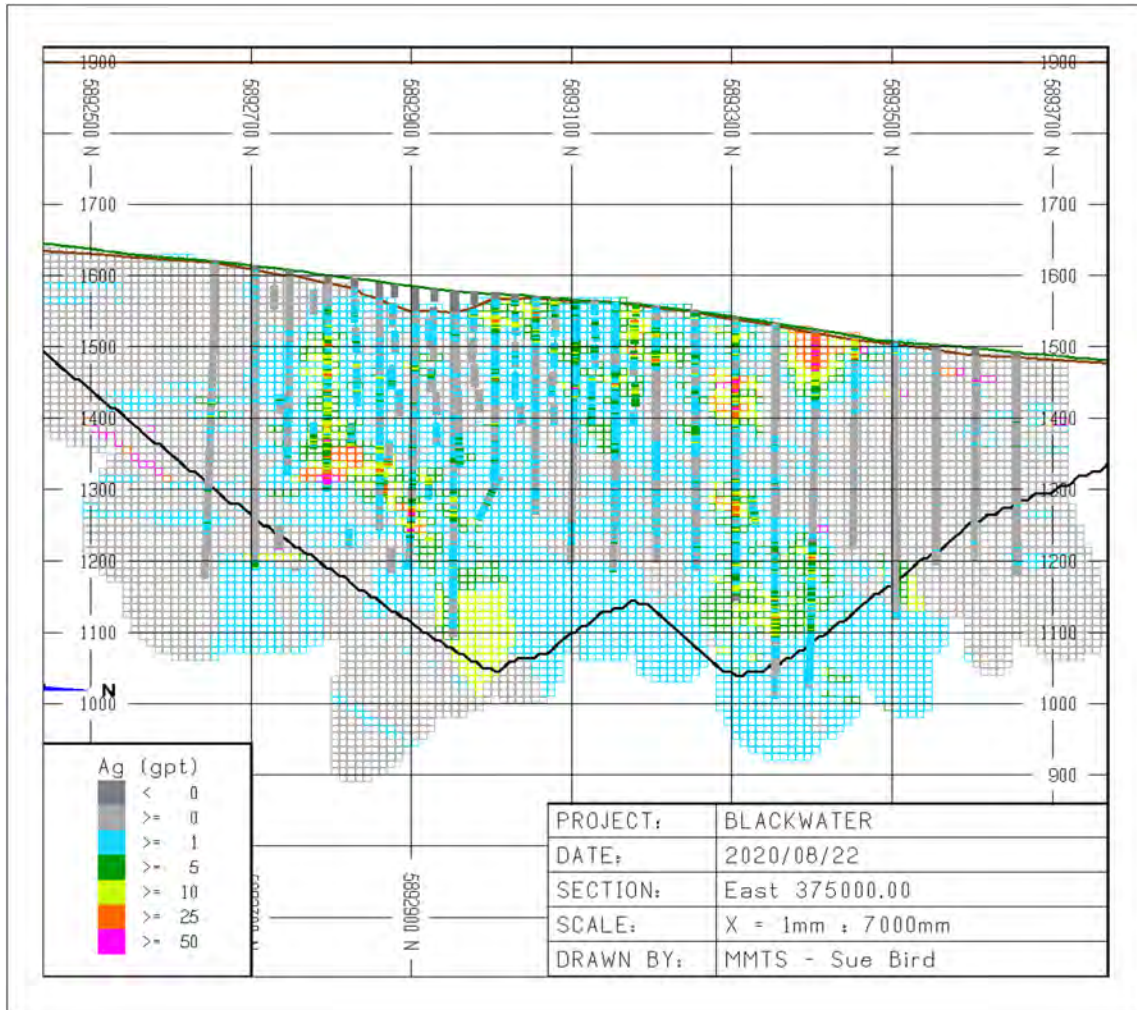 1900 1900
5892500 N 5892700 N 5892900 N 5893100 N 5893300 N 5893500 N 5893700 N
1700 1700
1600 1600
1500 1500
1400 1400
1300 1300
1200 1200
1100 1100
N
1000 1000
900
Ag (gpt)
< 0
>= 0
>= 1
>= 5
>= 10
>= 25
>= 50
5892900 N
PROJECT: BLACKWATER
DATE: 2020/08/22
SECTION: East 375000.00
SCALE: X = 1mm : 7000mm
DRAWN BY: MMTS - Sue Bird